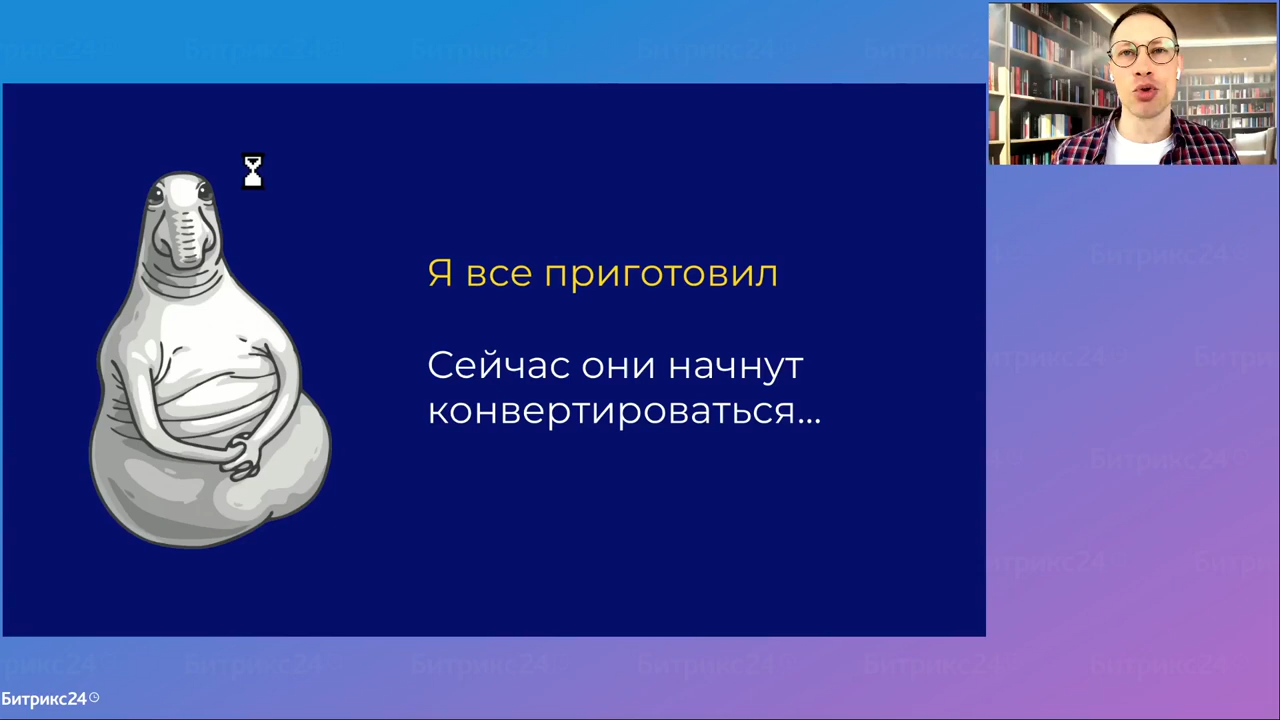 Я все приготовил
Сейчас они начнут
конвертироваться...
Битрикс24